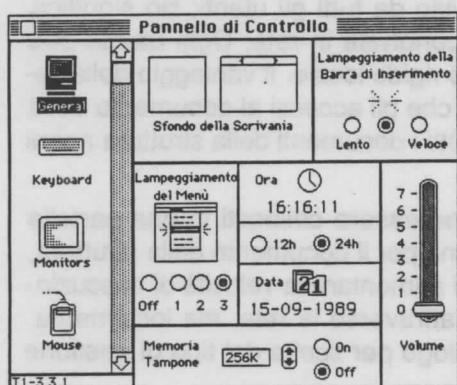 Pannello di Controllo
General
Keyboard
Monitors
Mouse
T1-3.3.1
Sfondo della Scrivania
Lampeggiamento della
Barra di Inserimento
Lento
Veloce
Lampeggiamento
del Menù
Off 1 2 3
Ora
16:16:11
12h 24h
Data 21
15-09-1989
7
6
5
4
3
2
1
0
Volume
Memoria
Tampone
256K
On
Off